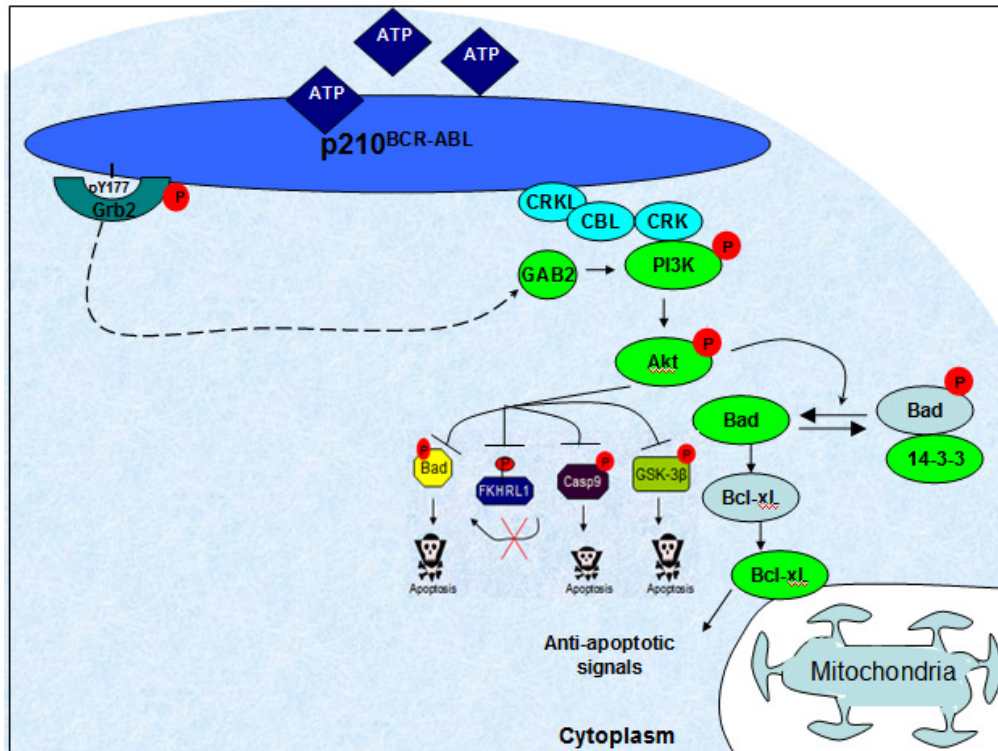 ATP
ATP
ATP
p210BCR-ABL
pY177
Grb2
P
CRKL
CBL
CRK
GAB2
PI3K
P
Akt
P
P
Bad
Bad
14-3-3
P
Bad
P
FKHRL1
P
Casp9
P
GSK-3β
Bcl-xL
Apoptosis
Apoptosis
Apoptosis
Bcl-xL
Anti-apoptotic
signals
Mitochondria
Cytoplasm